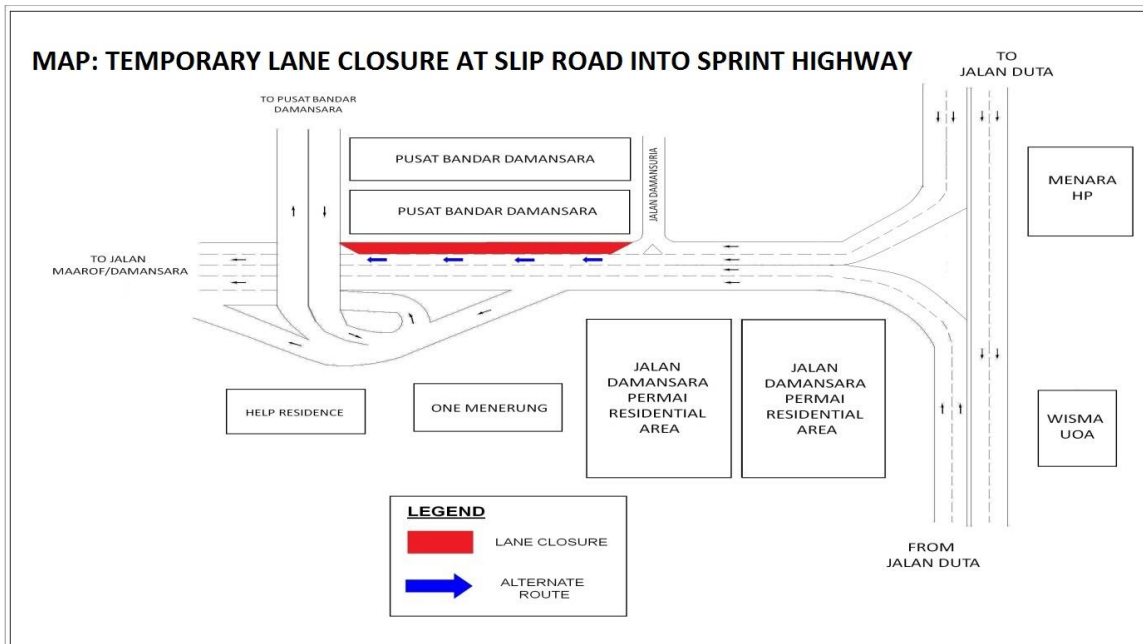 MAP: TEMPORARY LANE CLOSURE AT SLIP ROAD INTO SPRINT HIGHWAY
TO
JALAN DUTA
TO PUSAT BANDAR
DAMANSARA
PUSAT BANDAR DAMANSARA
PUSAT BANDAR DAMANSARA
JALAN DAMANSURIA
MENARA
HP
TO JALAN
MAAROF/DAMANSARA
JALAN
DAMANSARA
PERMAI
RESIDENTIAL
AREA
JALAN
DAMANSARA
PERMAI
RESIDENTIAL
AREA
HELP RESIDENCE
ONE MENERUNG
WISMA
UOA
LEGEND
LANE CLOSURE
ALTERNATE
ROUTE
FROM
JALAN DUTA